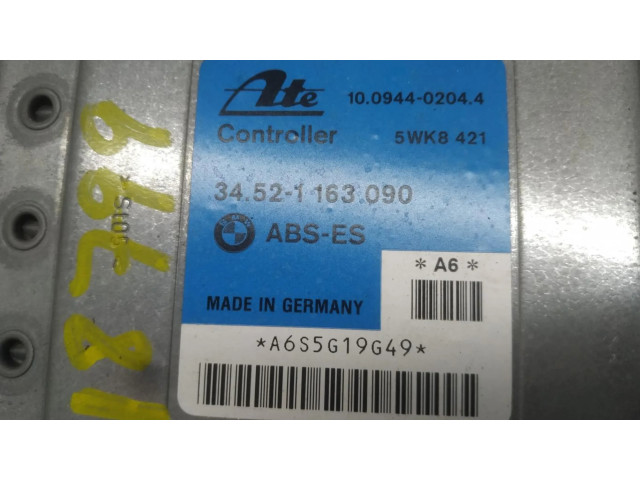 Ate
10.0944-0204.4
Controller
5WK8 421
34.52-1 163 090
ABS-ES
* A6 *
MADE IN GERMANY
*A6S5G19G49*